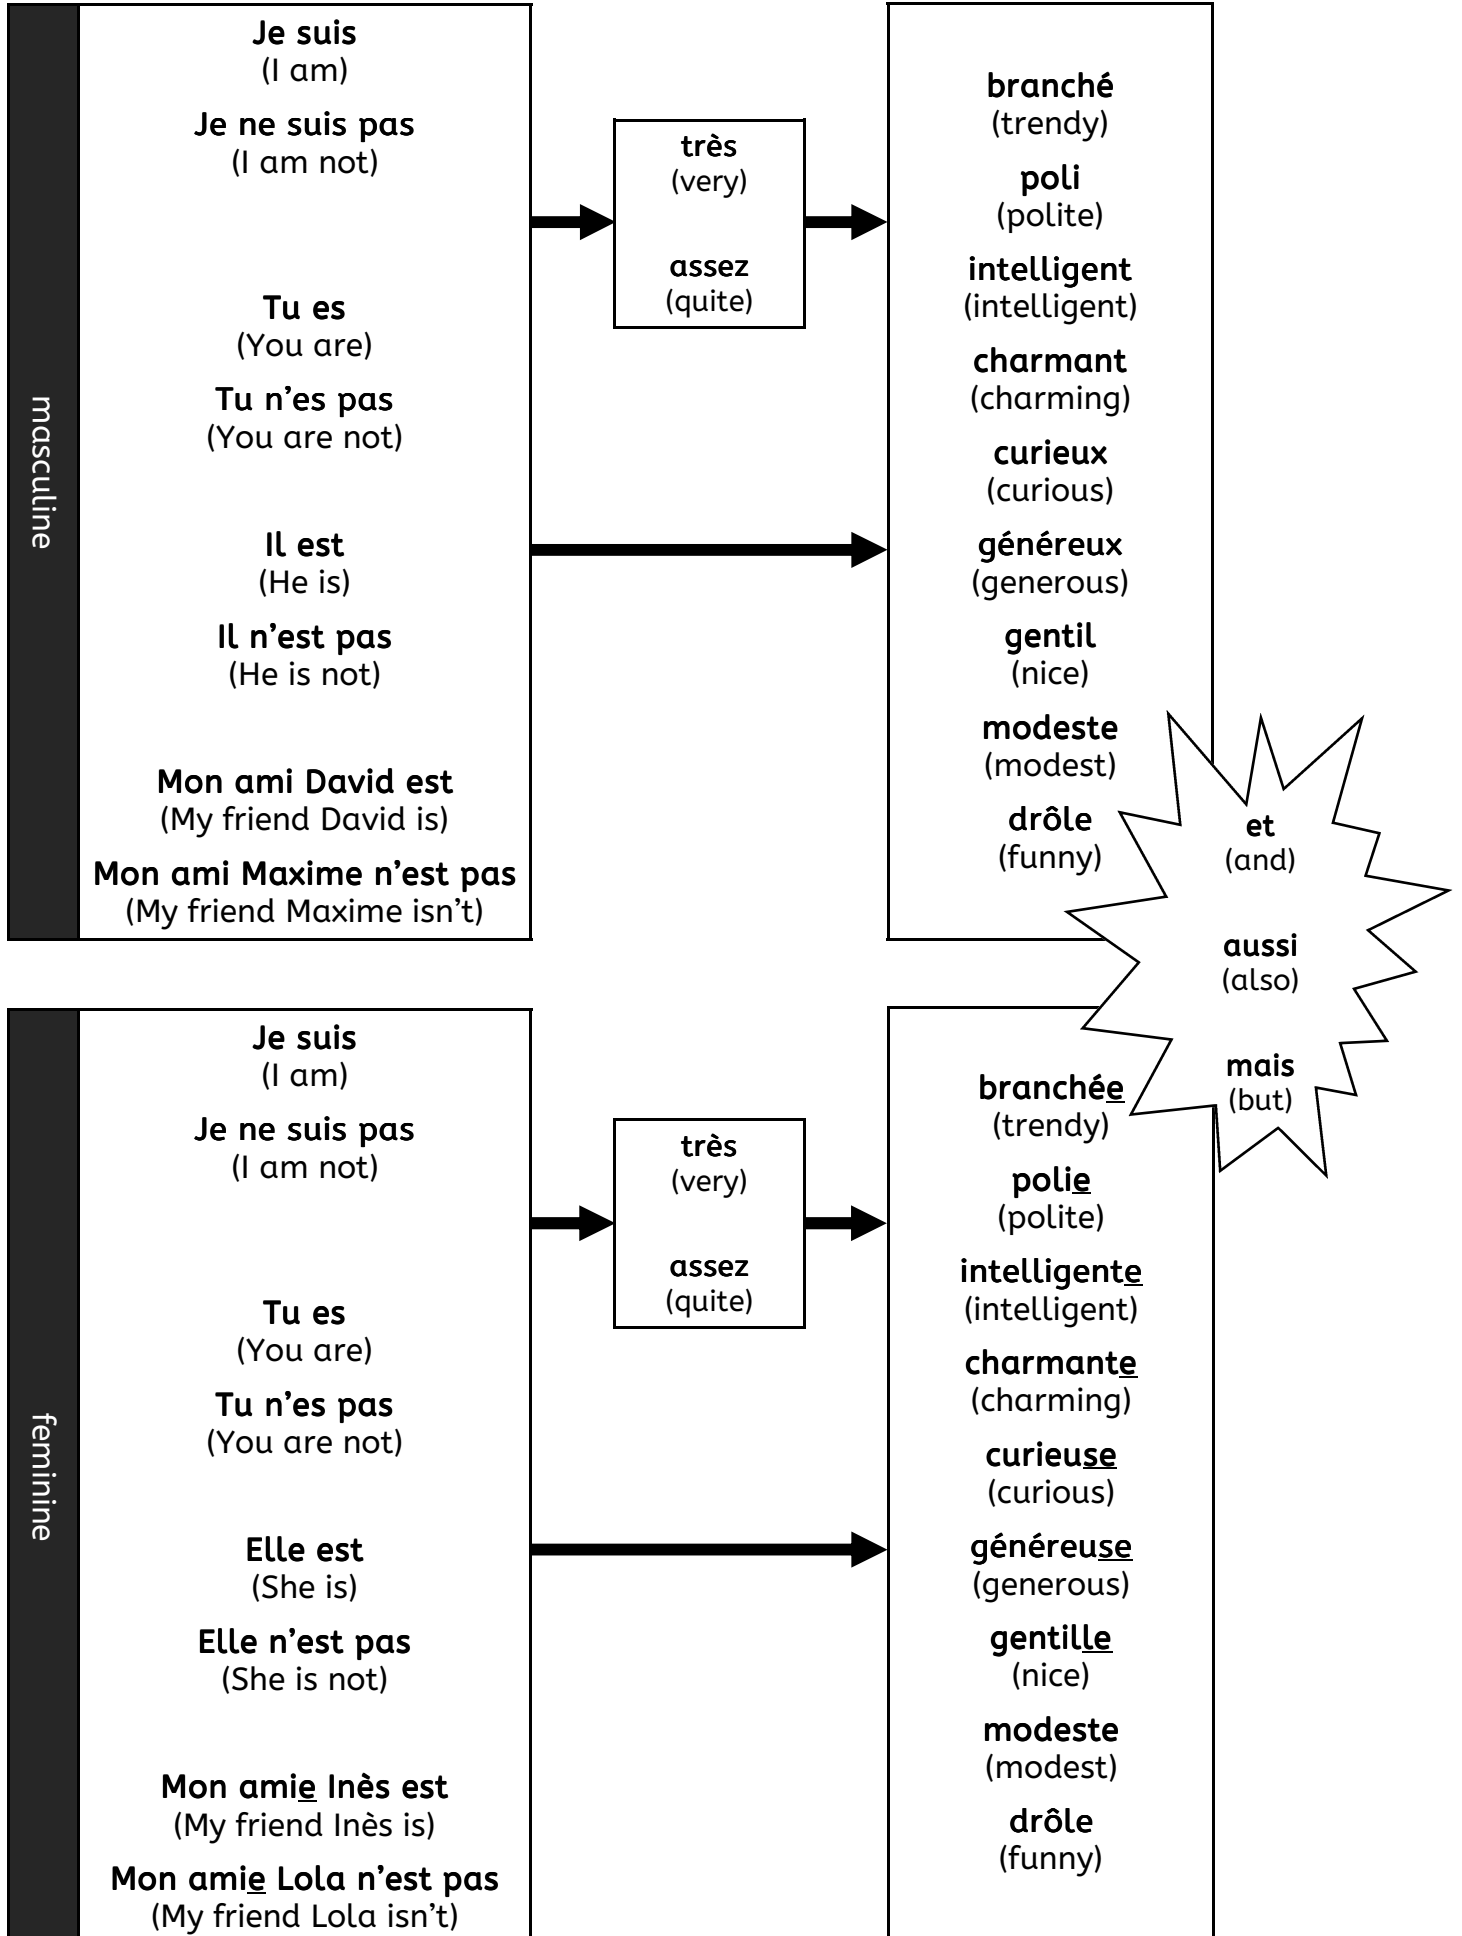 masculine
Je suis
(I am)
Je ne suis pas
(I am not)
Tu es
(You are)
Tu n’es pas
(You are not)
Il est
(He is)
Il n’est pas
(He is not)
Mon ami David est
(My friend David is)
Mon ami Maxime n’est pas
(My friend Maxime isn’t)
très
(very)
assez
(quite)
branché
(trendy)
poli
(polite)
intelligent
(intelligent)
charmant
(charming)
curieux
(curious)
généreux
(generous)
gentil
(nice)
modeste
(modest)
drôle
(funny)
et
(and)
aussi
(also)
mais
(but)
feminine
Je suis
(I am)
Je ne suis pas
(I am not)
Tu es
(You are)
Tu n’es pas
(You are not)
Elle est
(She is)
Elle n’est pas
(She is not)
Mon amie Inès est
(My friend Inès is)
Mon amie Lola n’est pas
(My friend Lola isn’t)
très
(very)
assez
(quite)
branchée
(trendy)
polie
(polite)
intelligente
(intelligent)
charmante
(charming)
curieuse
(curious)
généreuse
(generous)
gentille
(nice)
modeste
(modest)
drôle
(funny)